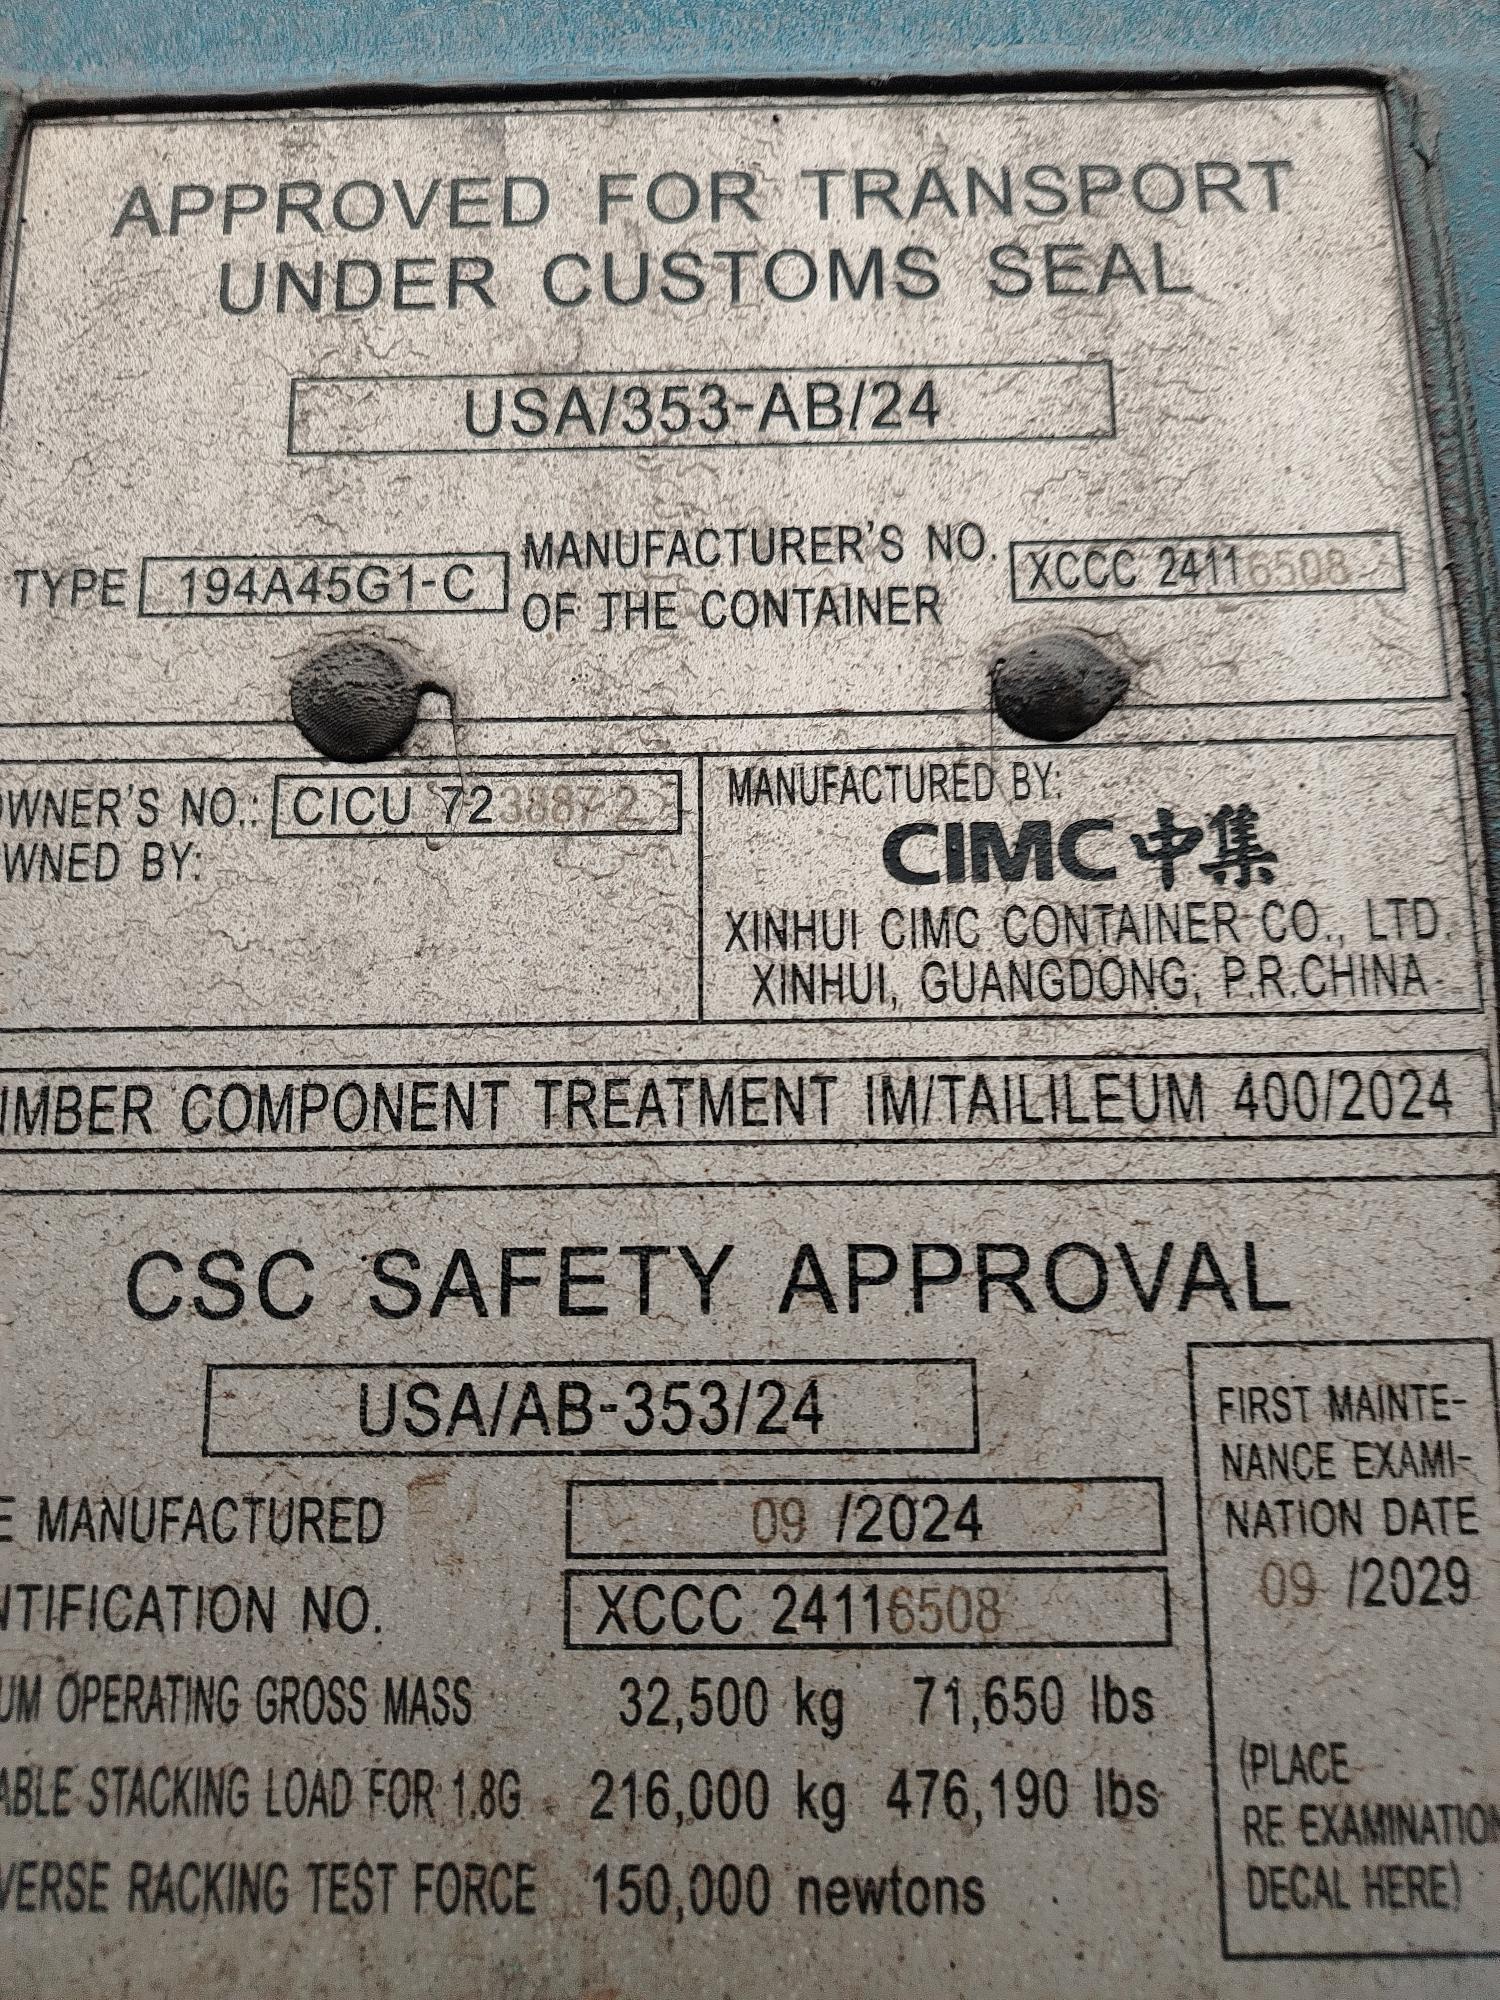 APPROVED FOR TRANSPORT
UNDER CUSTOMS SEAL
USA/353-AB/24
TYPE 194A45G1-C MANUFACTURER'S NO. OF THE CONTAINER XCCC 24116508
OWNER'S NO.: CICU 72
OWNED BY:
MANUFACTURED BY:
CIMC 中集
XINHUI CIMC CONTAINER CO., LTD.
XINHUI, GUANGDONG, P.R.CHINA
IMBER COMPONENT TREATMENT IM/TAILILEUM 400/2024
CSC SAFETY APPROVAL
USA/AB-353/24
E MANUFACTURED 09 /2024
NTIFICATION NO. XCCC 24116508
UM OPERATING GROSS MASS 32,500 kg 71,650 lbs
ABLE STACKING LOAD FOR 1.8G 216,000 kg 476,190 lbs
VERSE RACKING TEST FORCE 150,000 newtons
FIRST MAINTE-
NANCE EXAMI-
NATION DATE
09 /2029
(PLACE
RE EXAMINATION
DECAL HERE)